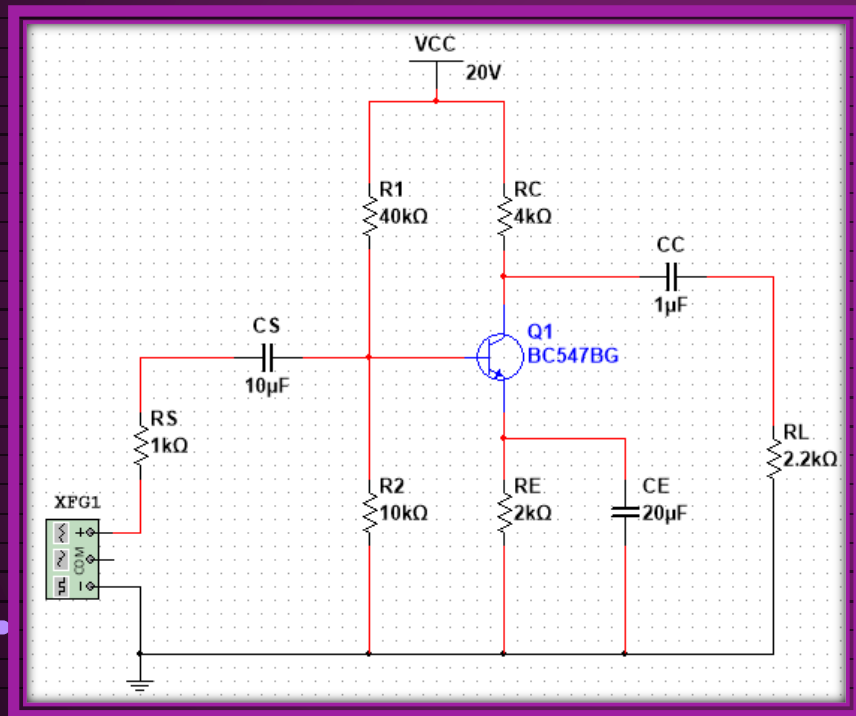 VCC
20V
R1
40kΩ
RC
4kΩ
CC
1µF
CS
10µF
Q1
BC547BG
RS
1kΩ
RL
2.2kΩ
XFG1
COM
R2
10kΩ
RE
2kΩ
CE
20µF